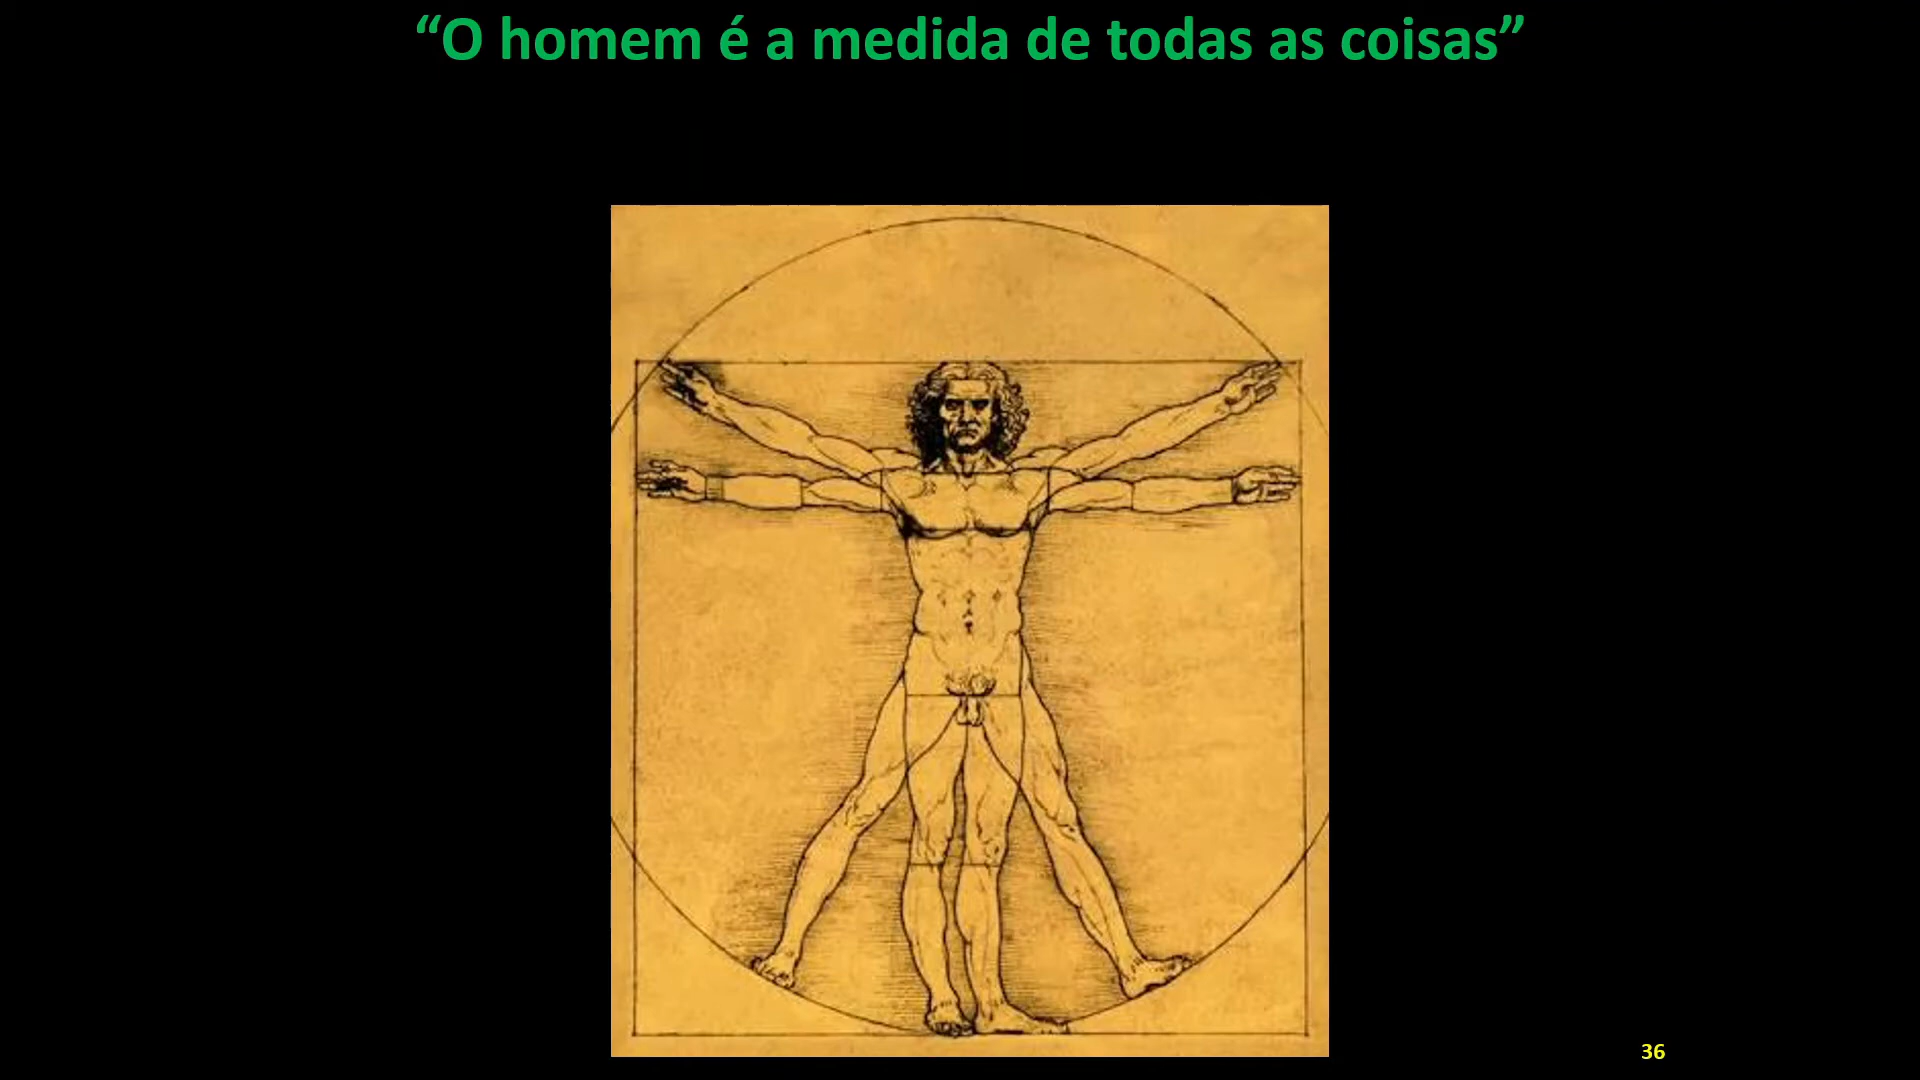 “O homem é a medida de todas as coisas”
36